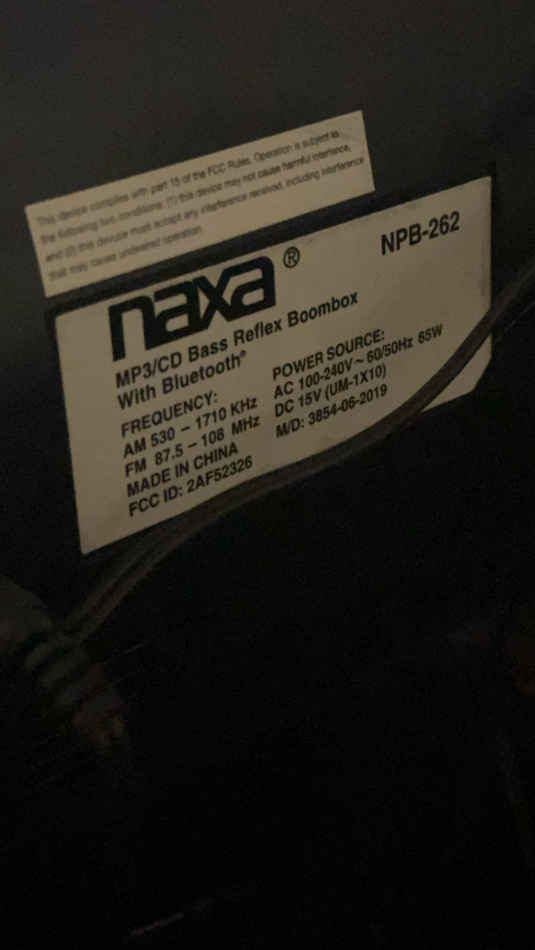 This device complies with part 15 of the FCC Rules. Operation is subject to
the following two conditions: (1) this device may not cause harmful interfence,
and (2) this device must accept any interference received, including interference
that may cause undesired operation.
naxa®
NPB-262
MP3/CD Bass Reflex Boombox
With Bluetooth®
FREQUENCY:
AM 530 – 1710 KHz
FM 87.5 – 108 MHz
MADE IN CHINA
FCC ID: 2AF52326
POWER SOURCE:
AC 100-240V ~ 60/50Hz 65W
DC 15V (UM-1X10)
M/D: 3854-06-2019